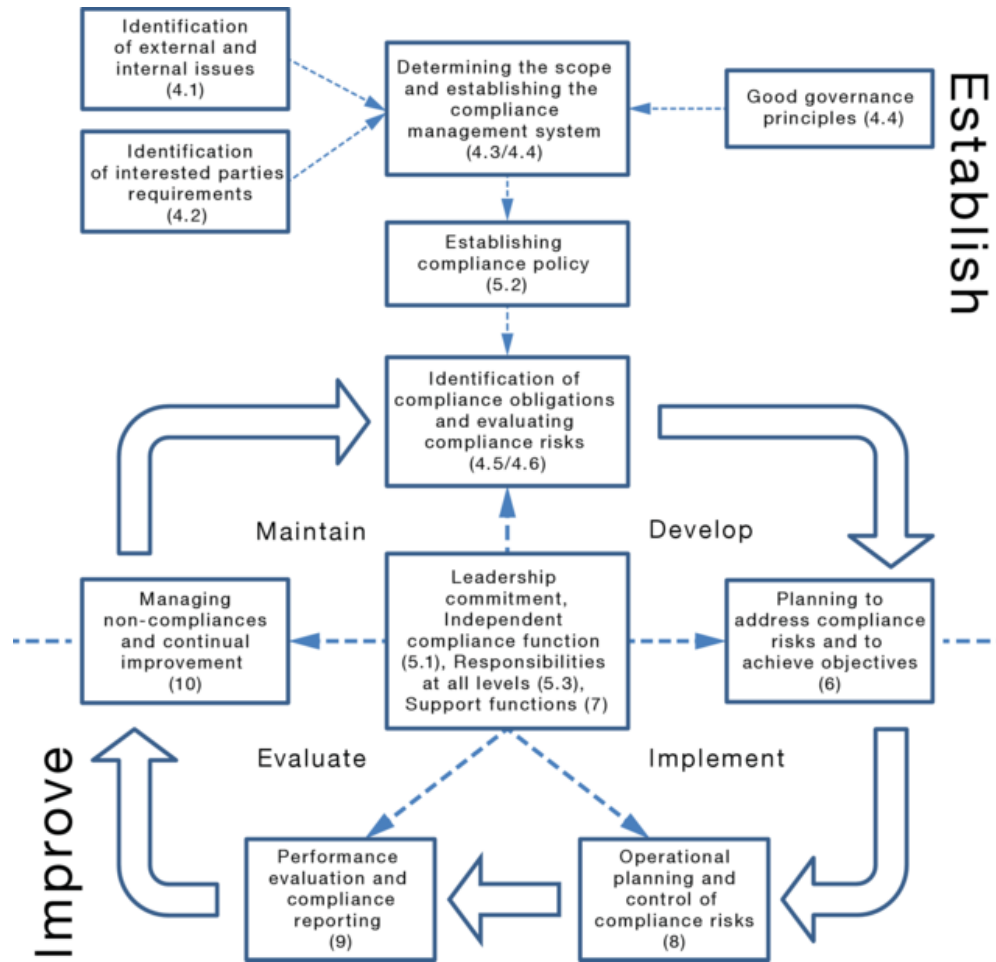 Identification
of external and
internal issues
(4.1)
Determining the scope
and establishing the
compliance
management system
(4.3/4.4)
Good governance
principles (4.4)
Establish
Identification
of interested parties
requirements
(4.2)
Establishing
compliance policy
(5.2)
Identification of
compliance obligations
and evaluating
compliance risks
(4.5/4.6)
Maintain
Develop
Managing
non-compliances
and continual
improvement
(10)
Leadership
commitment,
Independent
compliance function
(5.1), Responsibilities
at all levels (5.3),
Support functions (7)
Planning to
address compliance
risks and to
achieve objectives
(6)
Evaluate
Implement
Improve
Performance
evaluation and
compliance
reporting
(9)
Operational
planning and
control of
compliance risks
(8)